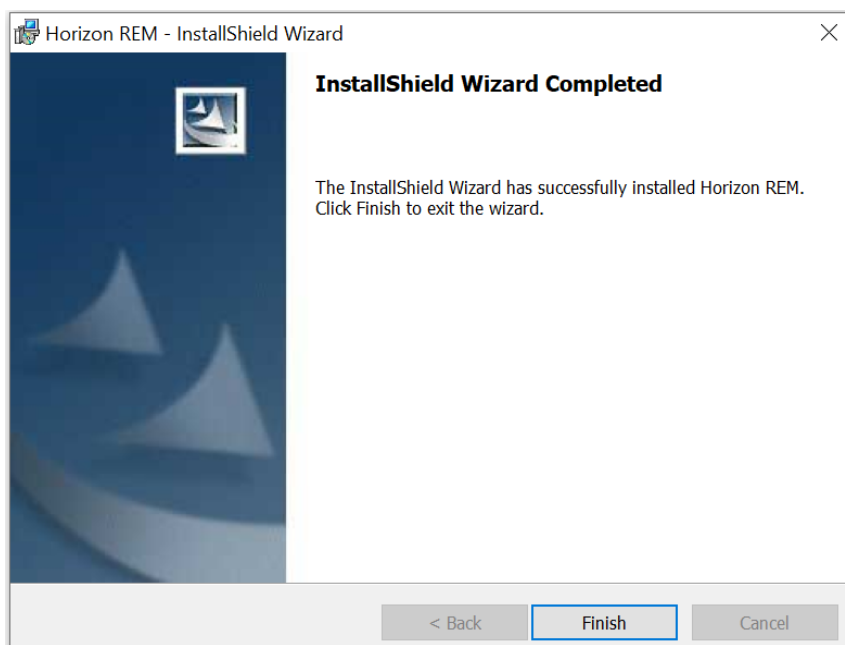 Horizon REM - InstallShield Wizard
InstallShield Wizard Completed
The InstallShield Wizard has successfully installed Horizon REM.
Click Finish to exit the wizard.
< Back
Finish
Cancel